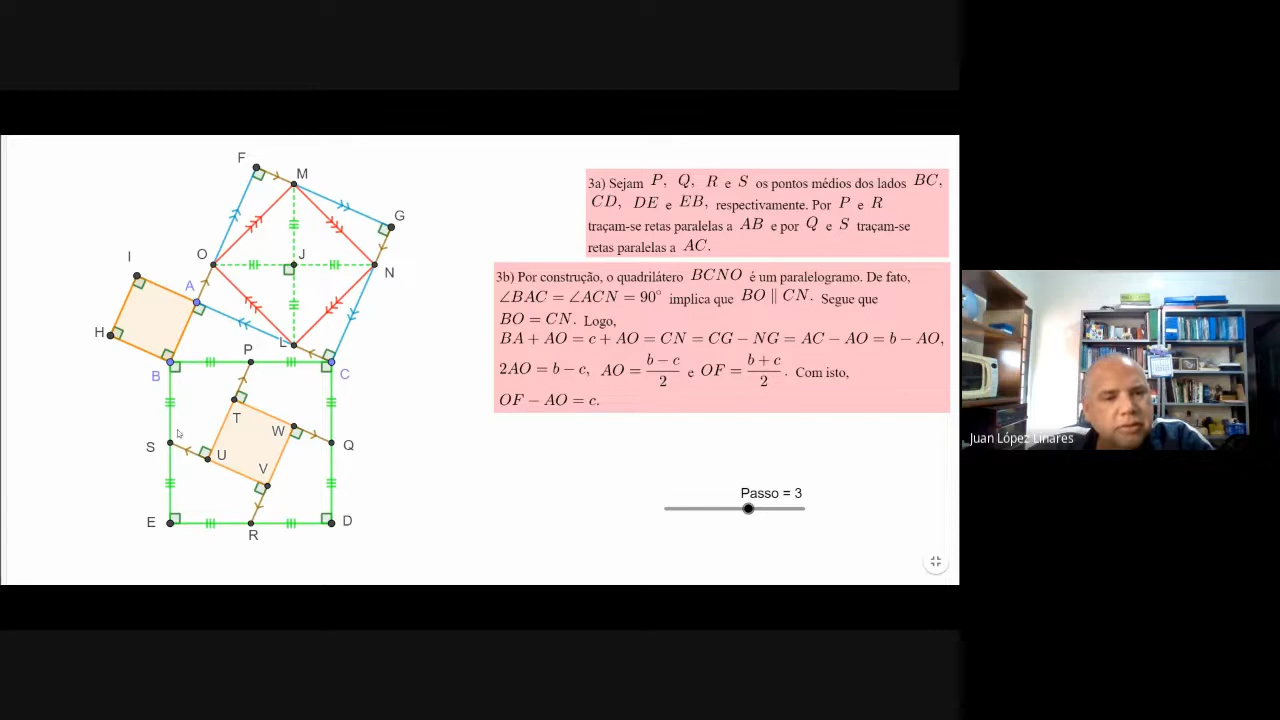 F
M
G
O
J
N
I
A
H
L
B
P
C
T
W
S
U
V
Q
E
R
D
3a) Sejam P, Q, R e S os pontos médios dos lados BC,
CD, DE e EB, respectivamente. Por P e R
traçam-se retas paralelas a AB e por Q e S traçam-se
retas paralelas a AC.
3b) Por construção, o quadrilátero BCNO é um paralelogramo. De fato,
∠BAC = ∠ACN = 90° implica que BO ∥ CN. Segue que
BO = CN. Logo,
BA + AO = c + AO = CN = CG − NG = AC − AO = b − AO,
2AO = b − c, AO = (b − c)/2 e OF = (b + c)/2. Com isto,
OF − AO = c.
Passo = 3
Juan López Linares